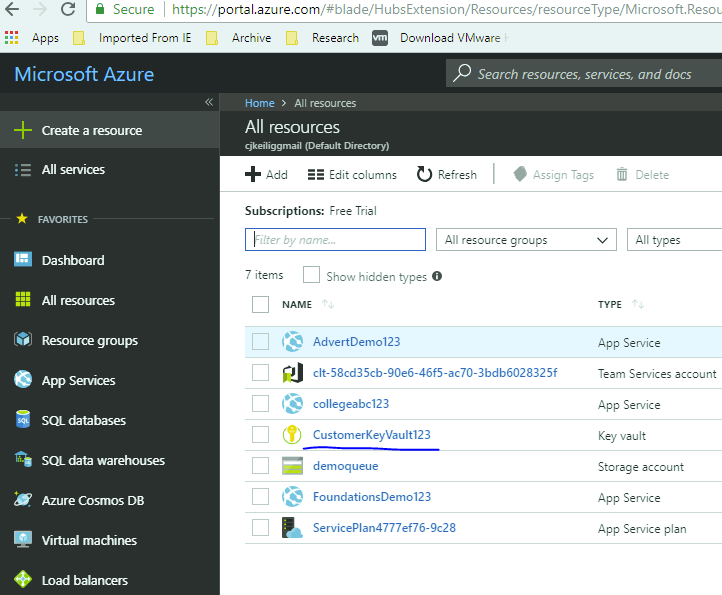 Secure
https://portal.azure.com/#blade/HubsExtension/Resources/resourceType/Microsoft.Resou
Apps
Imported From IE
Archive
Research
vm
Download VMware
Microsoft Azure
Search resources, services, and docs
«
Create a resource
All services
FAVORITES
Dashboard
All resources
Resource groups
App Services
SQL
SQL databases
SQL data warehouses
Azure Cosmos DB
Virtual machines
Load balancers
Home > All resources
All resources
cjkeiliggmail (Default Directory)
Add
Edit columns
Refresh
Assign Tags
Delete
Subscriptions: Free Trial
Filter by name...
All resource groups
All types
7 items
Show hidden types
NAME
TYPE
AdvertDemo123
App Service
clt-58cd35cb-90e6-46f5-ac70-3bdb6028325f
Team Services account
collegeabc123
App Service
CustomerKeyVault123
Key vault
demoqueue
Storage account
FoundationsDemo123
App Service
ServicePlan4777ef76-9c28
App Service plan